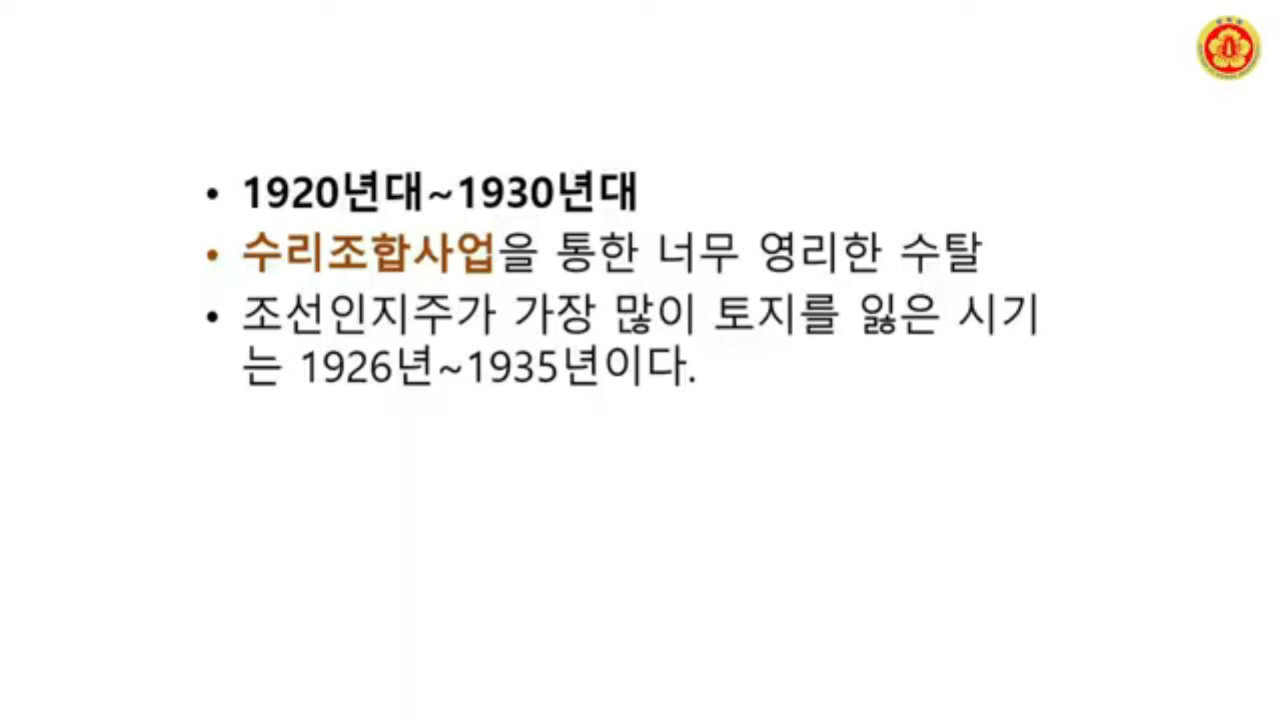 • 1920년대~1930년대
• 수리조합사업을 통한 너무 영리한 수탈
• 조선인지주가 가장 많이 토지를 잃은 시기
는 1926년~1935년이다.